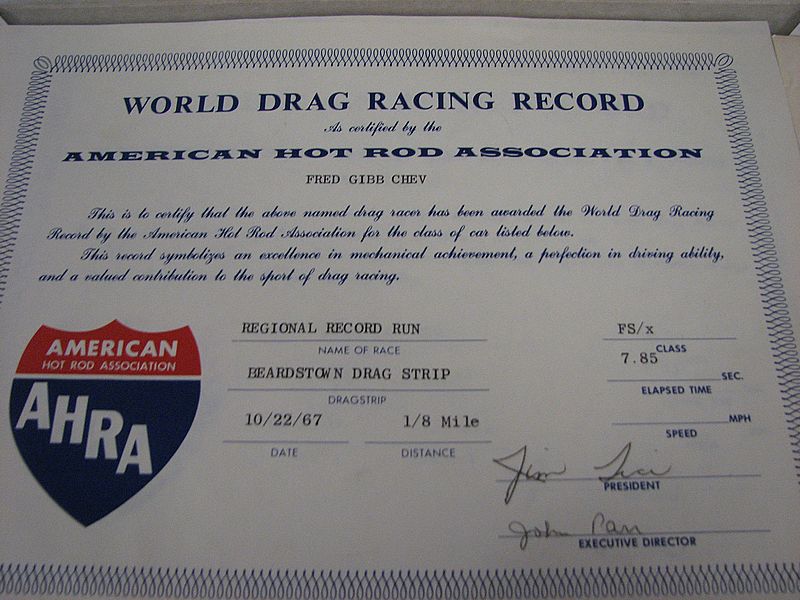 WORLD DRAG RACING RECORD
As certified by the
AMERICAN HOT ROD ASSOCIATION
FRED GIBB CHEV
This is to certify that the above named drag racer has been awarded the World Drag Racing
Record by the American Hot Rod Association for the class of car listed below.
This record symbolizes an excellence in mechanical achievement, a perfection in driving ability,
and a valued contribution to the sport of drag racing.
AMERICAN
HOT ROD ASSOCIATION
AHRA
REGIONAL RECORD RUN
NAME OF RACE
BEARDSTOWN DRAG STRIP
DRAGSTRIP
10/22/67 1/8 Mile
DATE DISTANCE
FS/x
CLASS
7.85 SEC.
ELAPSED TIME
MPH
SPEED
Jim Tice
PRESIDENT
John
EXECUTIVE DIRECTOR